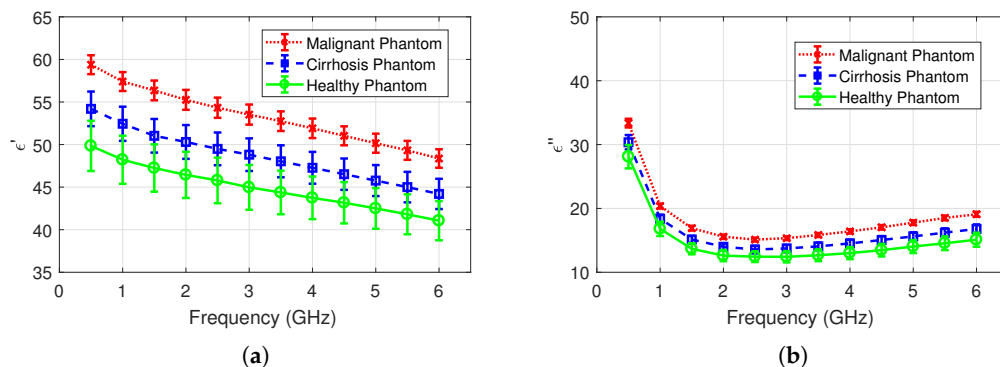 65
60
55
50
45
40
35
ϵ'
0
1
2
3
4
5
6
Frequency (GHz)
Malignant Phantom
Cirrhosis Phantom
Healthy Phantom
(a)
50
40
30
20
10
ϵ''
0
1
2
3
4
5
6
Frequency (GHz)
Malignant Phantom
Cirrhosis Phantom
Healthy Phantom
(b)